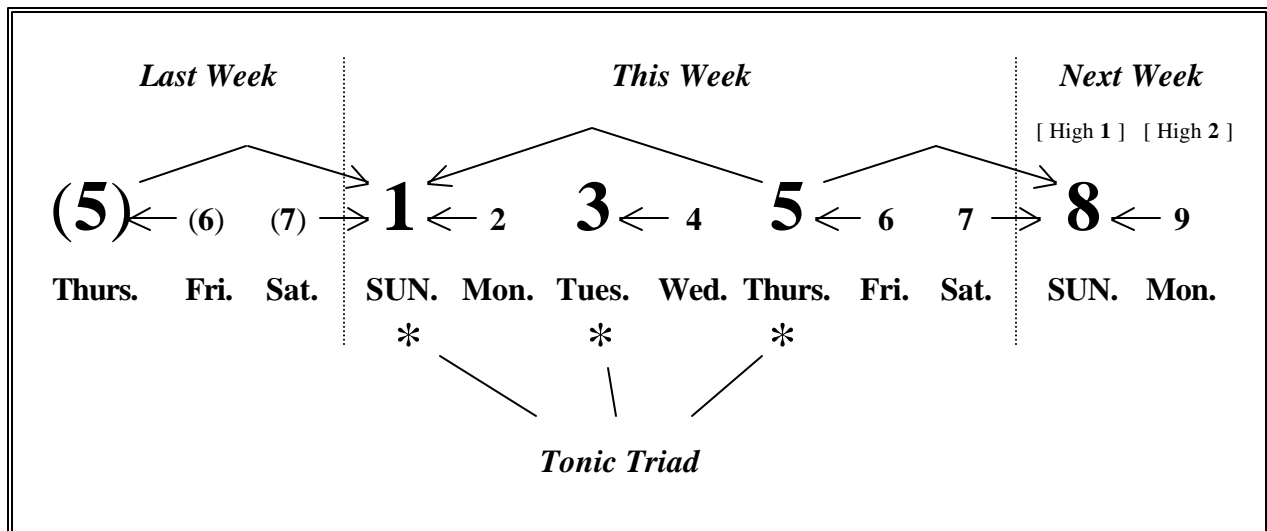 Last Week This Week Next Week
[ High 1 ] [ High 2 ]
(5) (6) (7) 1 2 3 4 5 6 7 8 9
Thurs. Fri. Sat. SUN. Mon. Tues. Wed. Thurs. Fri. Sat. SUN. Mon.
* * *
Tonic Triad